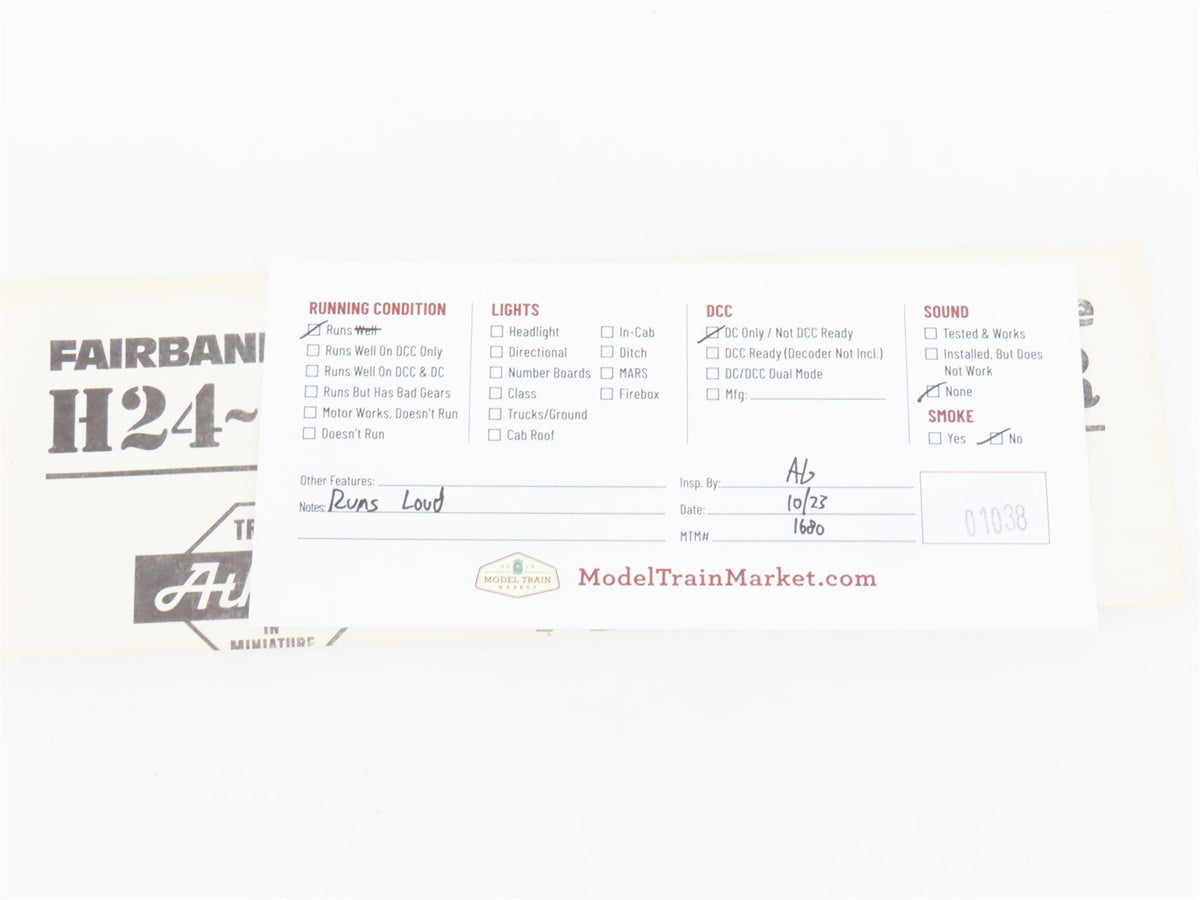 FAIRBAN
H24~
TR
Ath
IN
MINIATURE
e
RUNNING CONDITION
Runs Well
Runs Well On DCC Only
Runs Well On DCC & DC
Runs But Has Bad Gears
Motor Works, Doesn't Run
Doesn't Run
LIGHTS
Headlight
Directional
Number Boards
Class
Trucks/Ground
Cab Roof
In-Cab
Ditch
MARS
Firebox
DCC
DC Only / Not DCC Ready
DCC Ready (Decoder Not Incl.)
DC/DCC Dual Mode
Mfg:
SOUND
Tested & Works
Installed, But Does
Not Work
None
SMOKE
Yes No
Other Features:
Notes: Runs Loud
Insp. By: AG
Date: 10/23
MTM# 1680
01038
MODEL TRAIN
MARKET
ModelTrainMarket.com